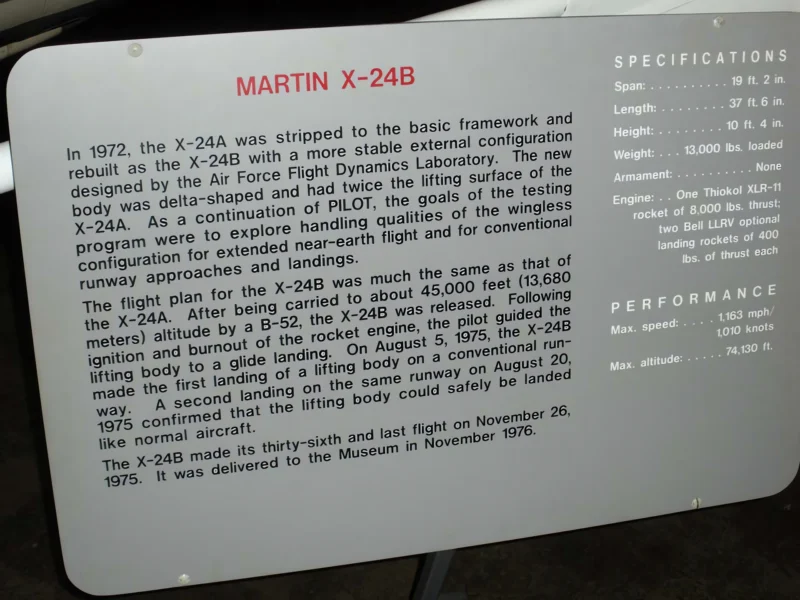 MARTIN X-24B
In 1972, the X-24A was stripped to the basic framework and
rebuilt as the X-24B with a more stable external configuration
designed by the Air Force Flight Dynamics Laboratory. The new
body was delta-shaped and had twice the lifting surface of the
X-24A. As a continuation of PILOT, the goals of the testing
program were to explore handling qualities of the wingless
configuration for extended near-earth flight and for conventional
runway approaches and landings.
The flight plan for the X-24B was much the same as that of
the X-24A. After being carried to about 45,000 feet (13,680
meters) altitude by a B-52, the X-24B was released. Following
ignition and burnout of the rocket engine, the pilot guided the
lifting body to a glide landing. On August 5, 1975, the X-24B
made the first landing of a lifting body on a conventional run-
way. A second landing on the same runway on August 20,
1975 confirmed that the lifting body could safely be landed
like normal aircraft.
The X-24B made its thirty-sixth and last flight on November 26,
1975. It was delivered to the Museum in November 1976.
SPECIFICATIONS
Span: . . . . . . . . . . 19 ft. 2 in.
Length: . . . . . . . . 37 ft. 6 in.
Height: . . . . . . . . 10 ft. 4 in.
Weight: . . . 13,000 lbs. loaded
Armament: . . . . . . . . . . None
Engine: . . One Thiokol XLR-11
rocket of 8,000 lbs. thrust;
two Bell LLRV optional
landing rockets of 400
lbs. of thrust each
PERFORMANCE
Max. speed: . . . . 1,163 mph/
1,010 knots
Max. altitude: . . . . . 74,130 ft.